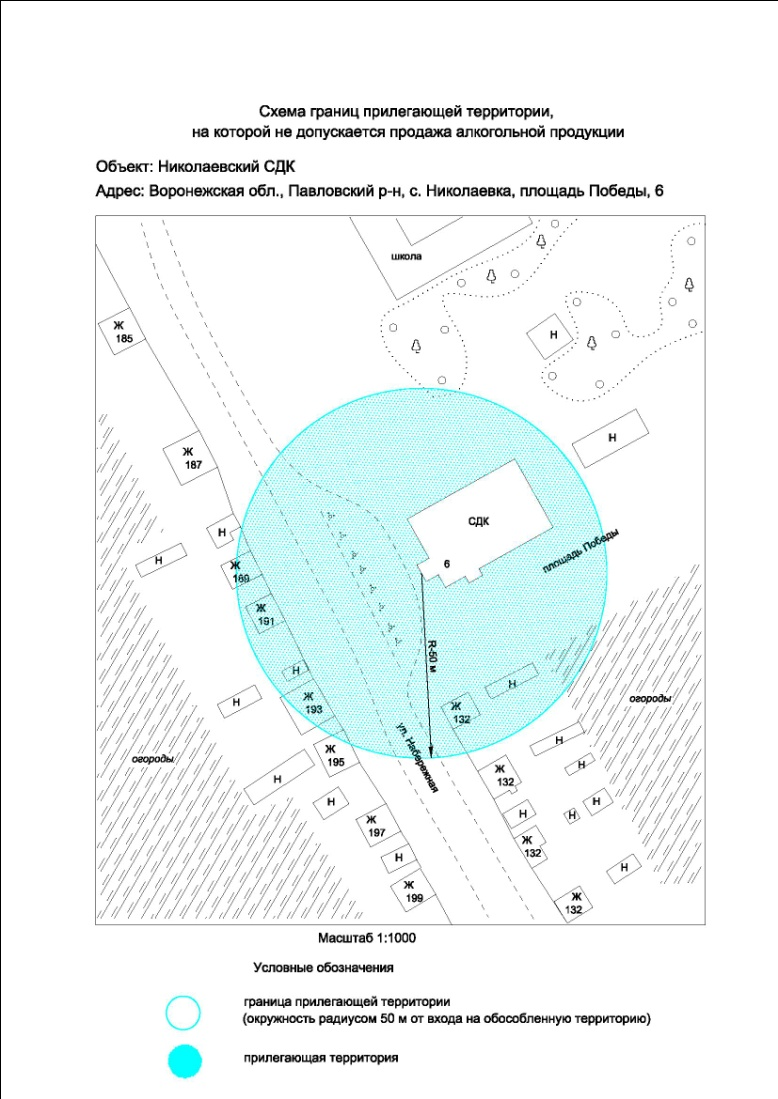 Схема границ прилегающей территории,
на которой не допускается продажа алкогольной продукции
Объект: Николаевский СДК
Адрес: Воронежская обл., Павловский р-н, с. Николаевка, площадь Победы, 6
школа
Ж
185
Н
Н
Ж
187
СДК
Н
площадь Победы
Н
6
Ж
189
Ж
191
R-50 м
Н
Н
огороды
Н
Ж
193
Ж
132
ул. Набережная
Н
Ж
195
огороды
Н
Ж
132
Н
Н
Н
Н
Н
Ж
197
Ж
132
Н
Н
Ж
199
Ж
132
Масштаб 1:1000
Условные обозначения
граница прилегающей территории
(окружность радиусом 50 м от входа на обособленную территорию)
прилегающая территория